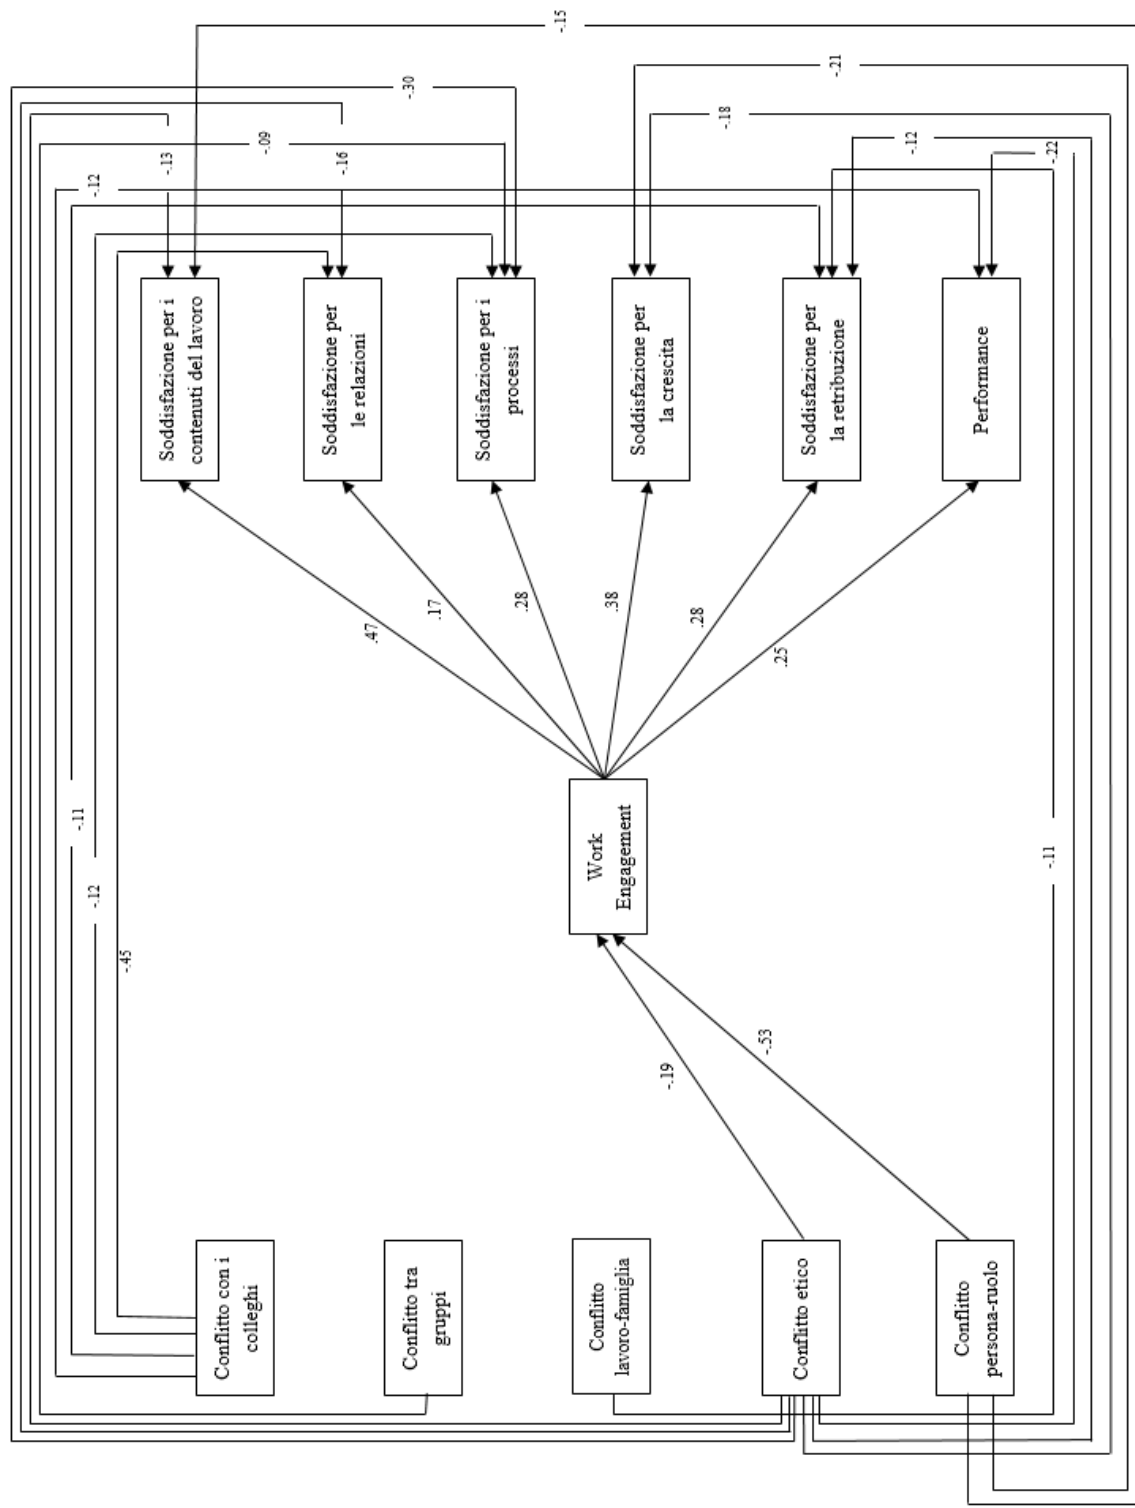 Conflitto con i
colleghi
Conflitto tra
gruppi
Conflitto
lavoro-famiglia
Conflitto etico
Conflitto
persona-ruolo
-.19
-.53
Work
Engagement
-.11
-.12
-.45
-.11
.47
.17
.28
.38
.28
.25
Soddisfazione per i
contenuti del lavoro
Soddisfazione per
le relazioni
Soddisfazione per i
processi
Soddisfazione per
la crescita
Soddisfazione per
la retribuzione
Performance
-.12
-.13
-.09
-.16
-.30
-.15
-.21
-.18
-.12
-.22